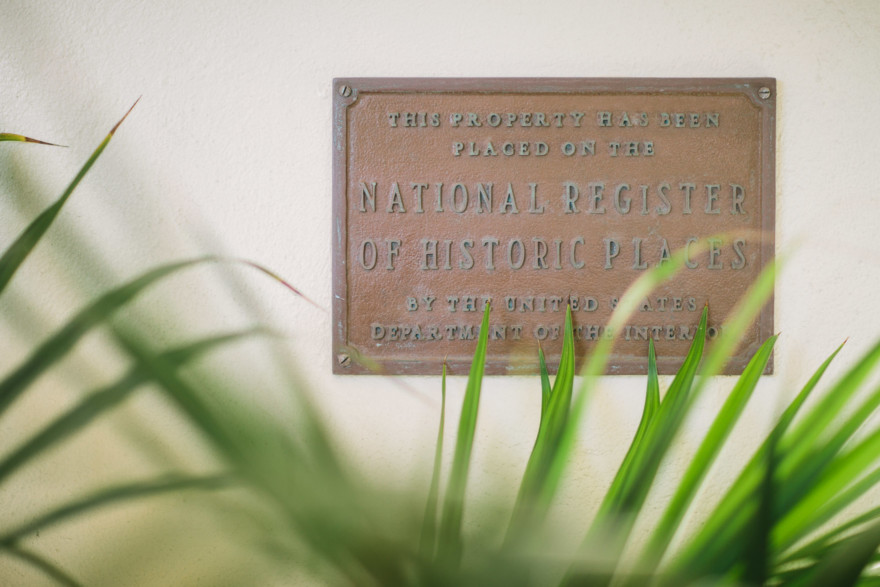 THIS PROPERTY HAS BEEN
PLACED ON THE
NATIONAL REGISTER
OF HISTORIC PLACES
BY THE UNITED STATES
DEPARTMENT OF THE INTERIOR